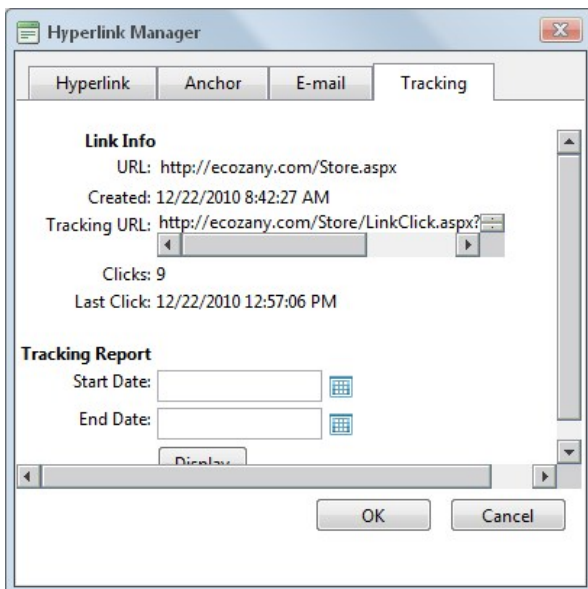 Hyperlink Manager
Hyperlink Anchor E-mail Tracking
Link Info
URL: http://ecozany.com/Store.aspx
Created: 12/22/2010 8:42:27 AM
Tracking URL: http://ecozany.com/Store/LinkClick.aspx?
Clicks: 9
Last Click: 12/22/2010 12:57:06 PM
Tracking Report
Start Date:
End Date:
Display
OK Cancel